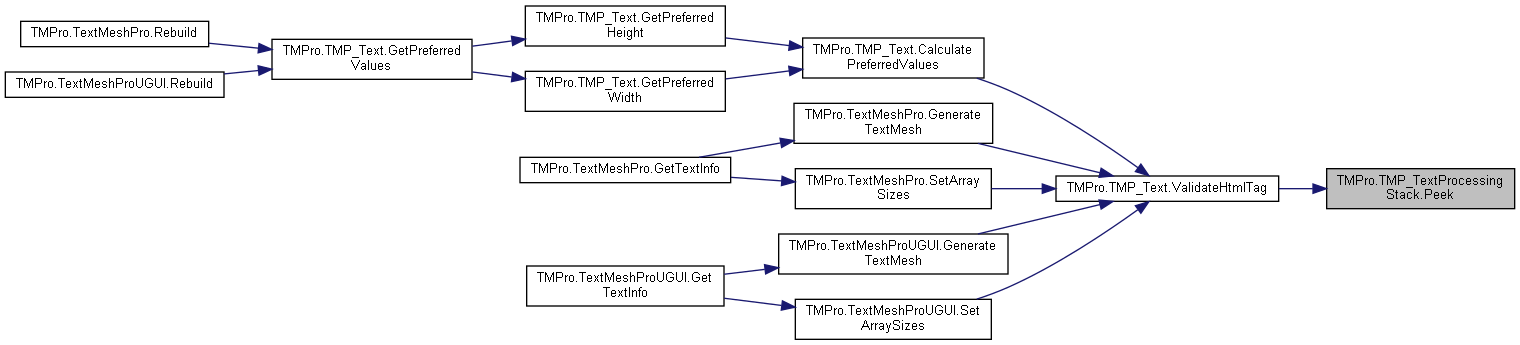 TMPro.TextMeshPro.Rebuild
TMPro.TextMeshProUGUI.Rebuild
TMPro.TMP_Text.GetPreferred
Values
TMPro.TMP_Text.GetPreferred
Height
TMPro.TMP_Text.GetPreferred
Width
TMPro.TextMeshPro.GetTextInfo
TMPro.TextMeshProUGUI.Get
TextInfo
TMPro.TMP_Text.Calculate
PreferredValues
TMPro.TextMeshPro.Generate
TextMesh
TMPro.TextMeshPro.SetArray
Sizes
TMPro.TextMeshProUGUI.Generate
TextMesh
TMPro.TextMeshProUGUI.Set
ArraySizes
TMPro.TMP_Text.ValidateHtmlTag
TMPro.TMP_TextProcessing
Stack.Peek